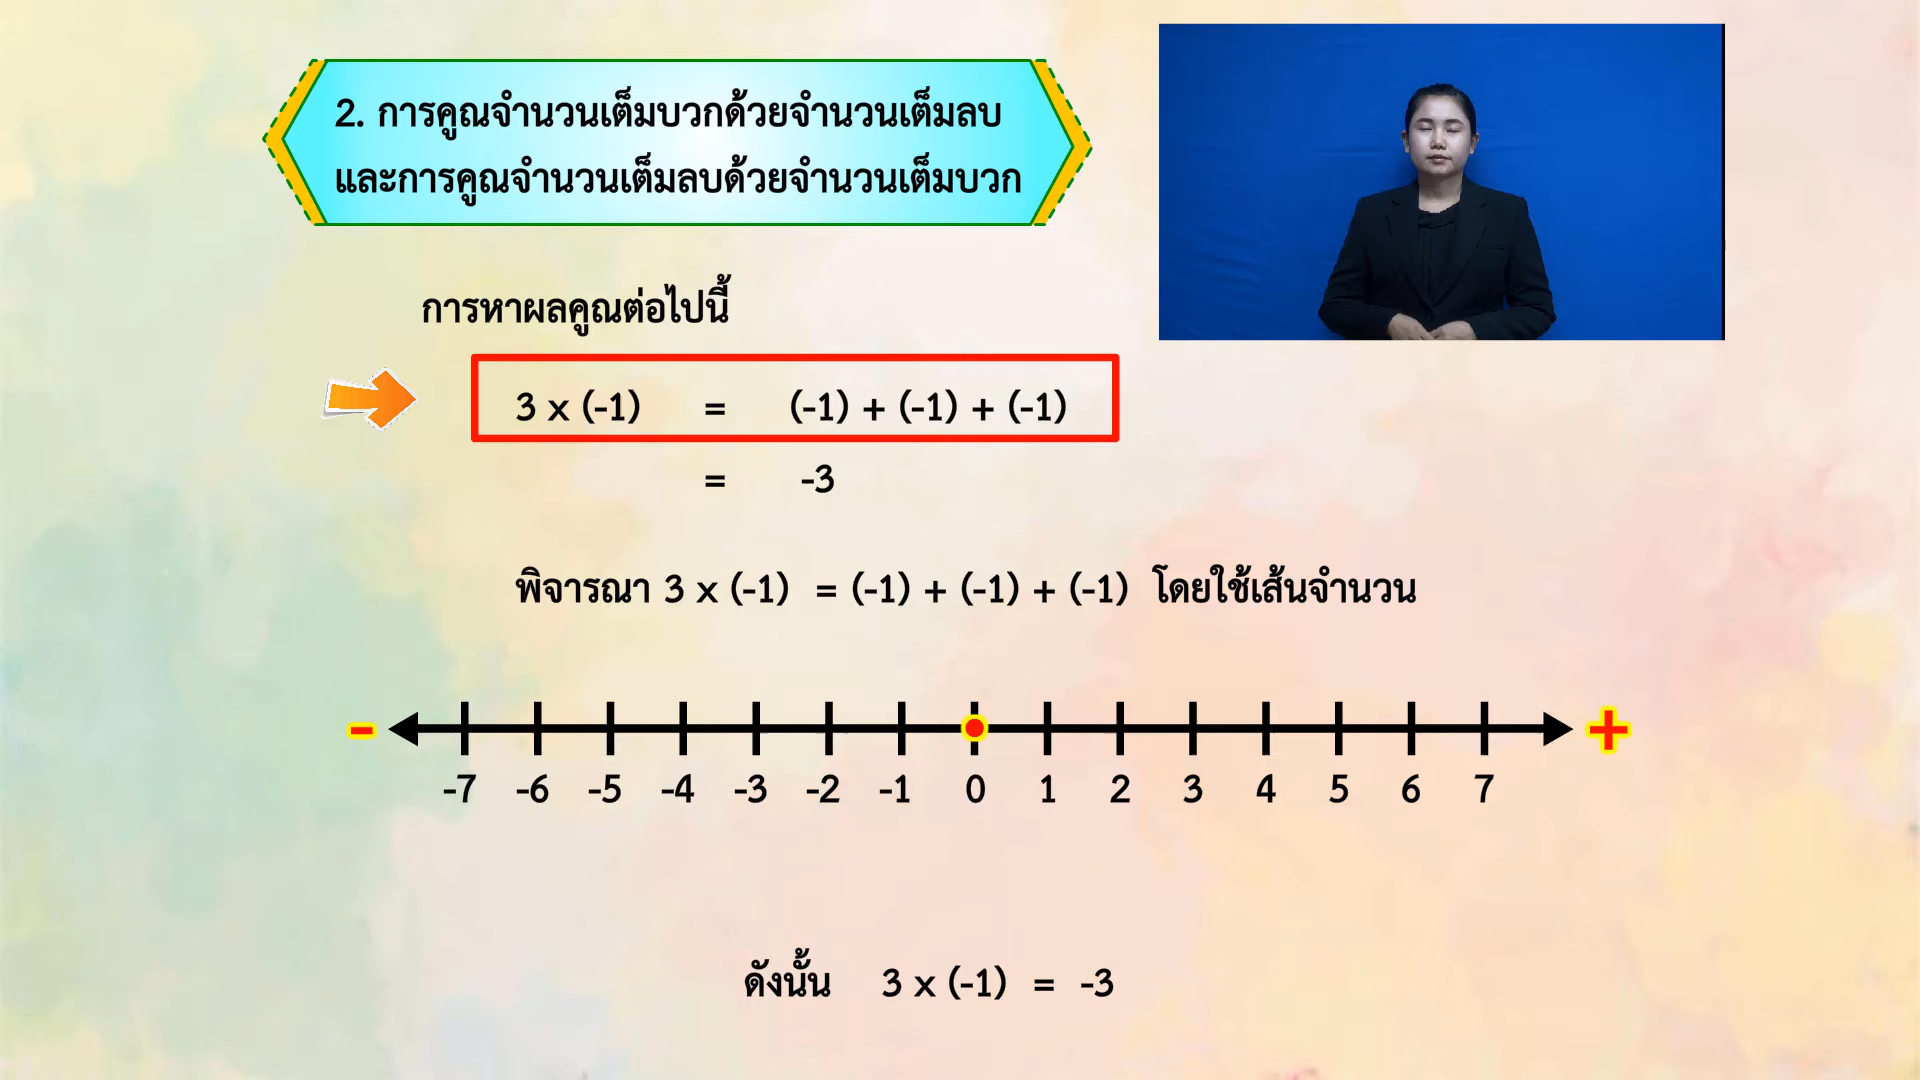 2. การคูณจำนวนเต็มบวกด้วยจำนวนเต็มลบ
และการคูณจำนวนเต็มลบด้วยจำนวนเต็มบวก
การหาผลคูณต่อไปนี้
3 x (-1) = (-1) + (-1) + (-1)
= -3
พิจารณา 3 x (-1) = (-1) + (-1) + (-1) โดยใช้เส้นจำนวน
- +
-7 -6 -5 -4 -3 -2 -1 0 1 2 3 4 5 6 7
ดังนั้น 3 x (-1) = -3